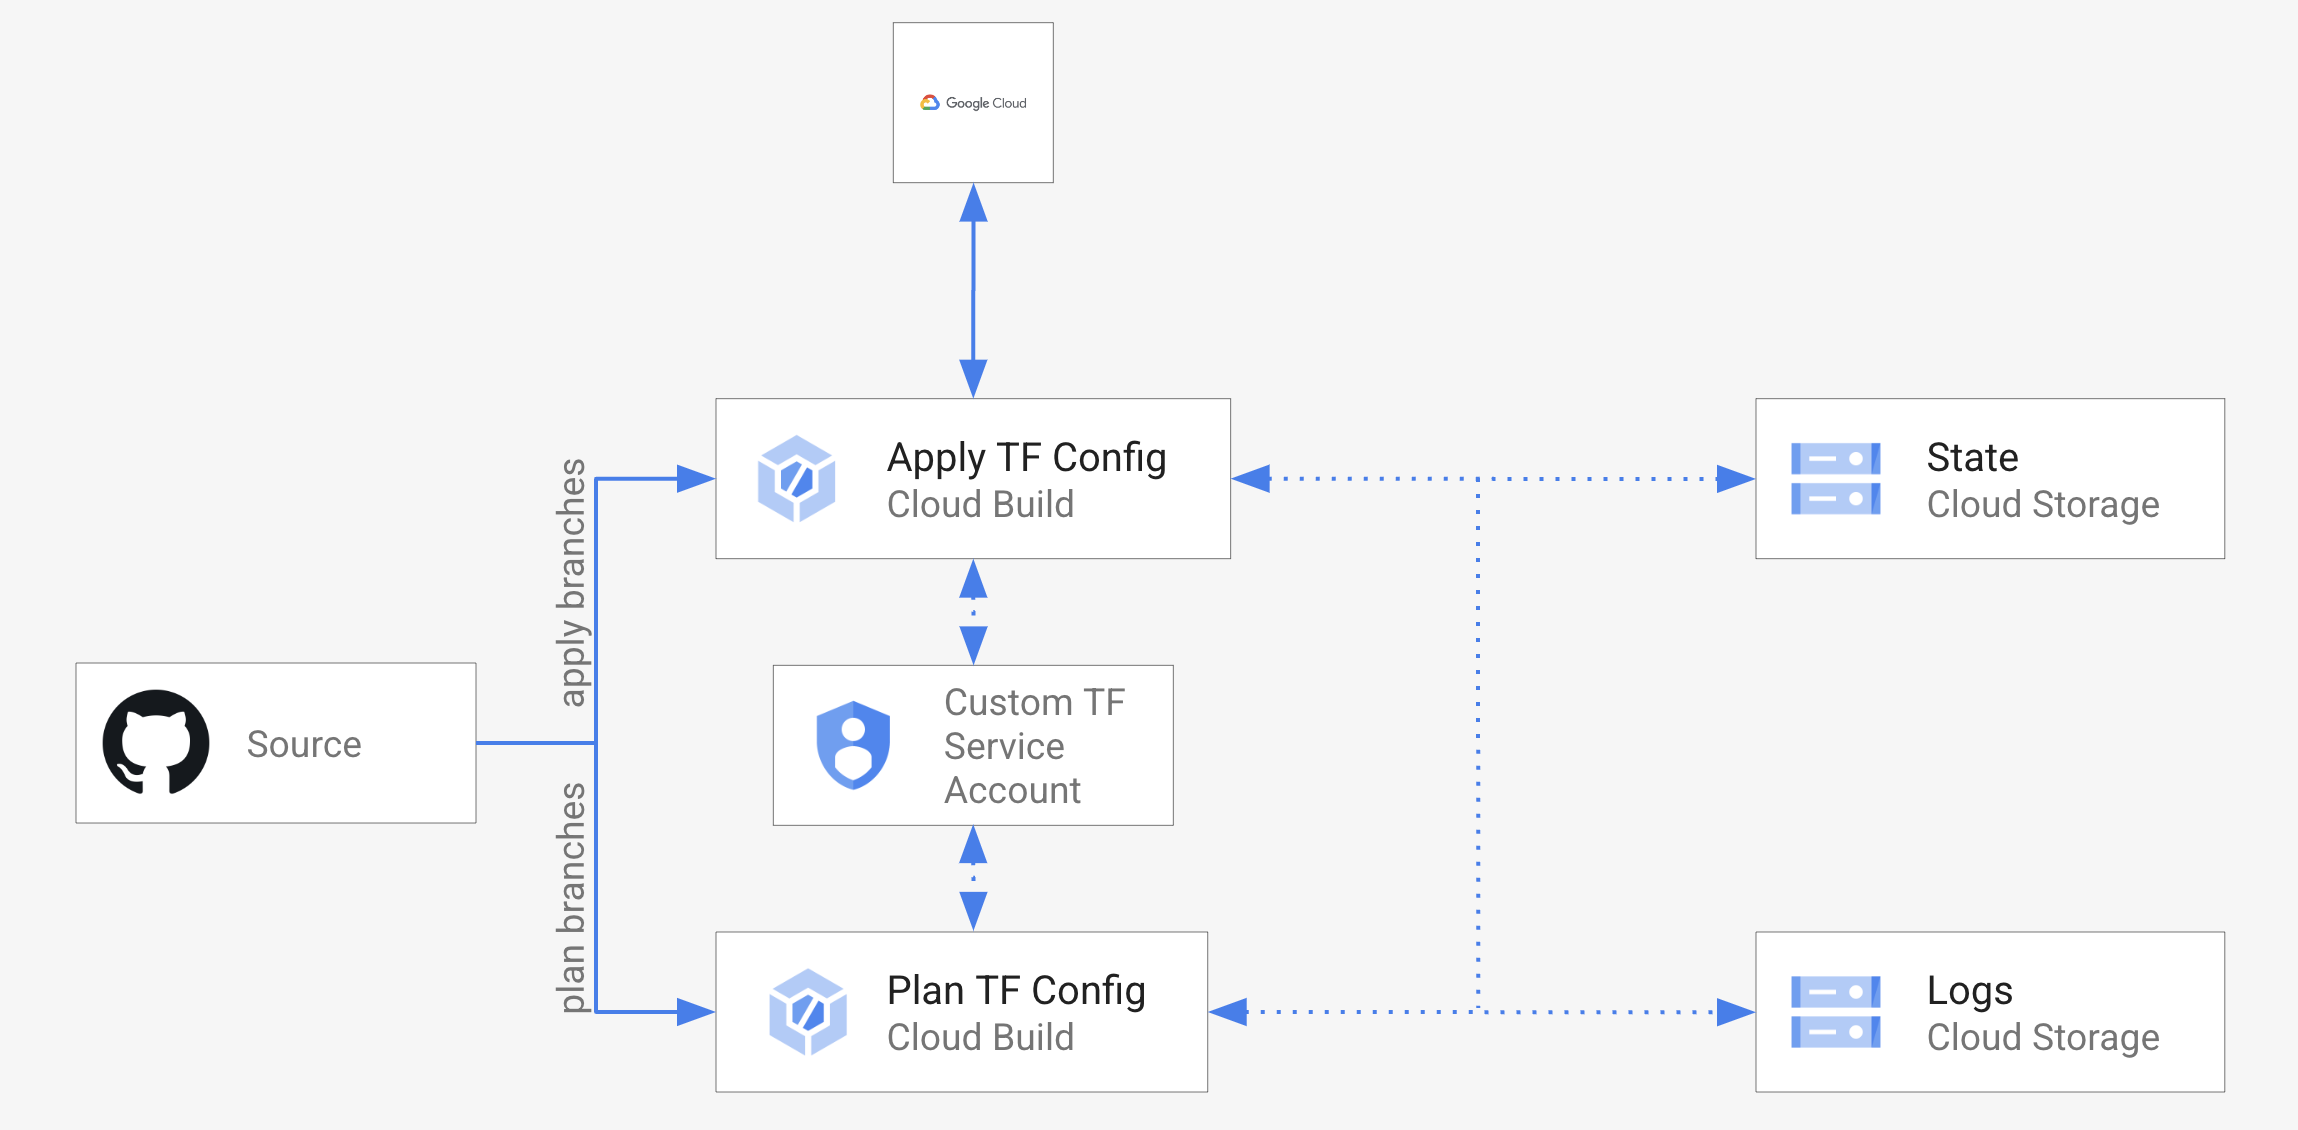 Google Cloud
Apply TF Config
Cloud Build
State
Cloud Storage
apply branches
Source
Custom TF
Service
Account
plan branches
Plan TF Config
Cloud Build
Logs
Cloud Storage